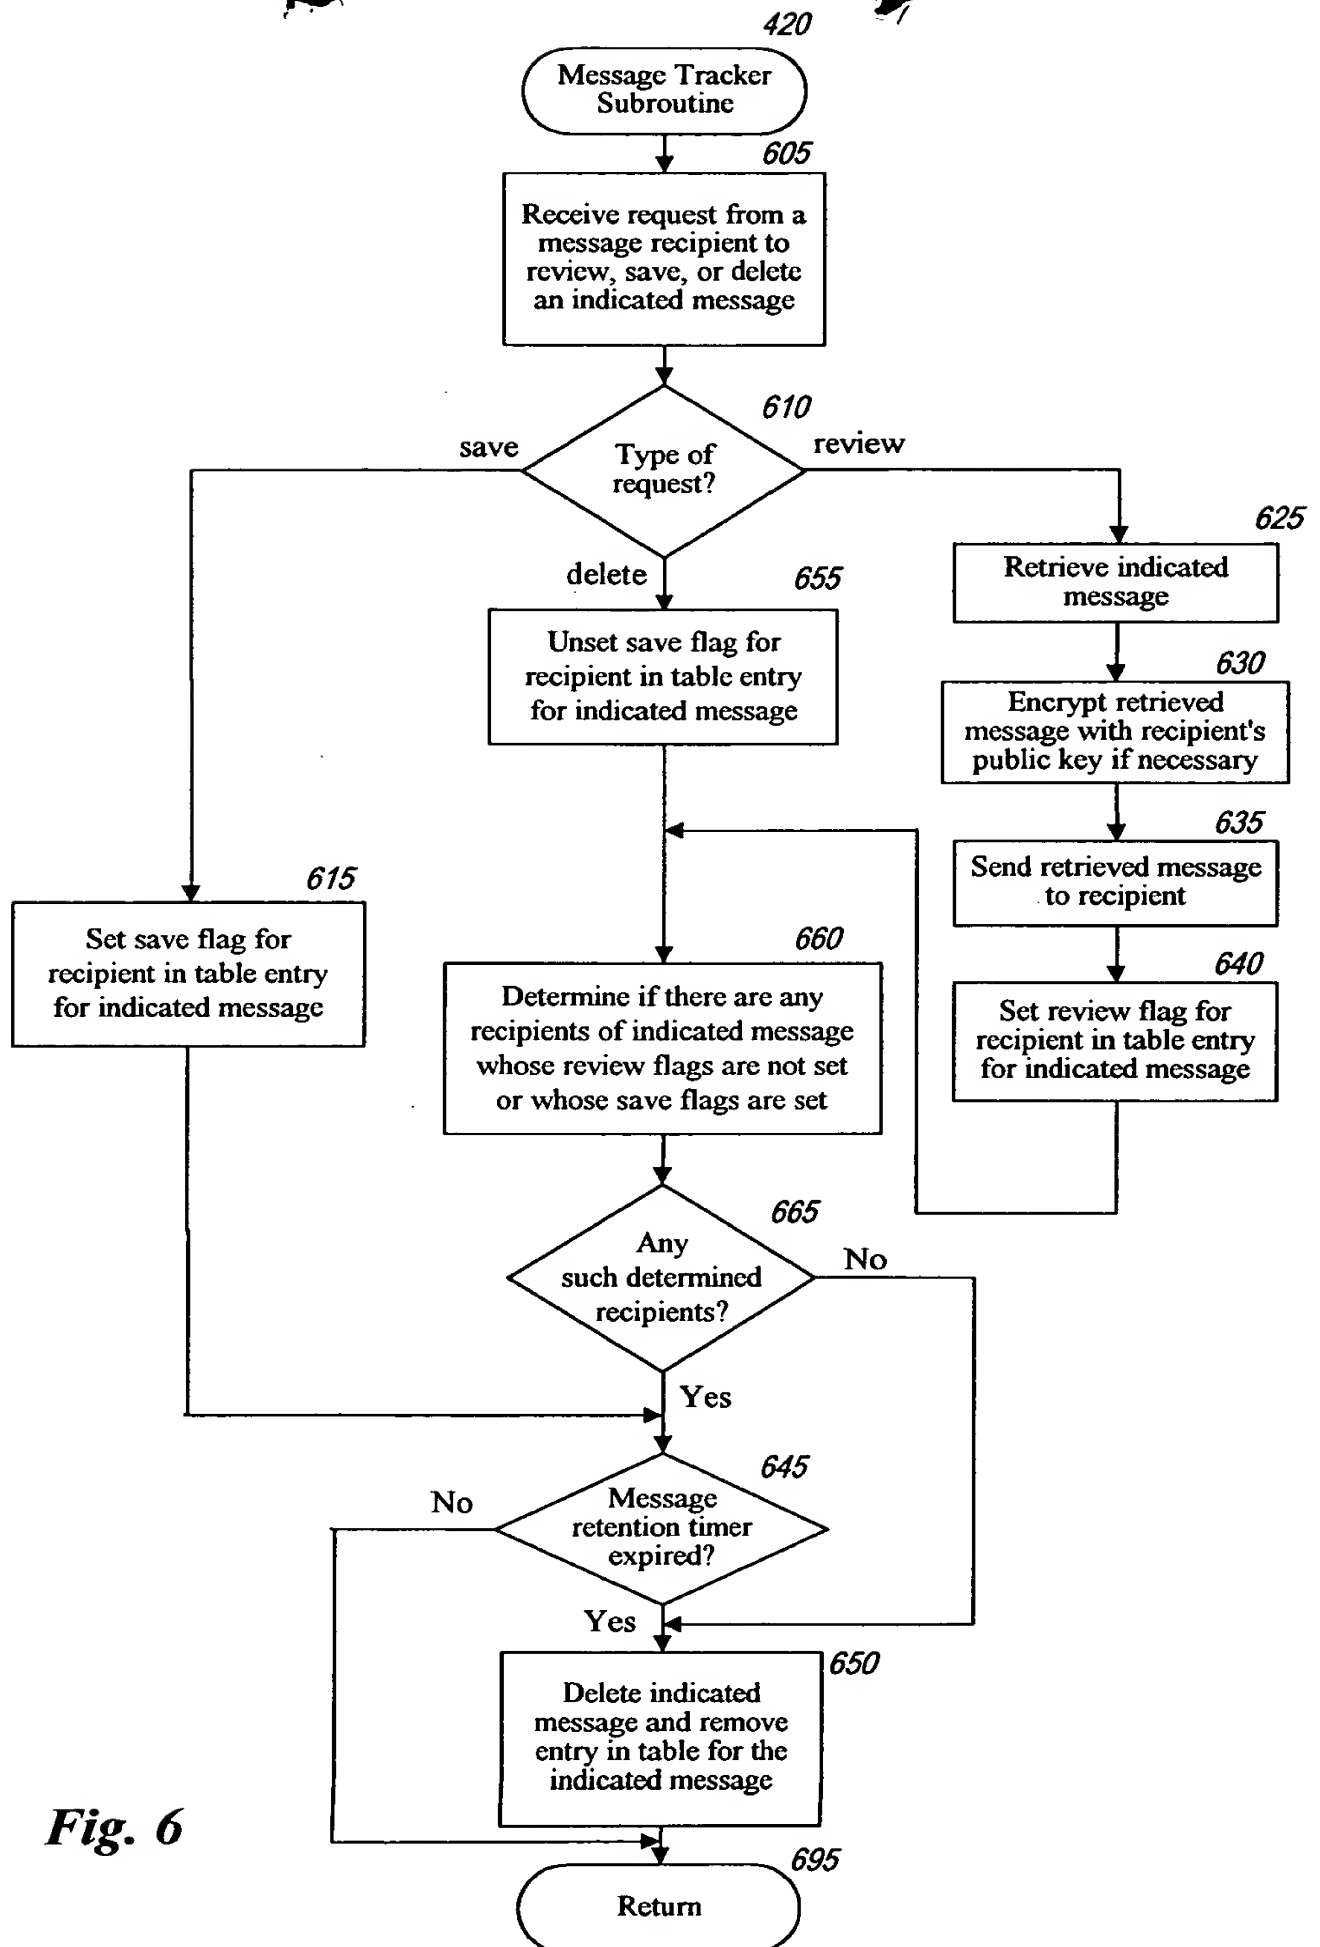 420
Message Tracker
Subroutine
605
Receive request from a
message recipient to
review, save, or delete
an indicated message
610
save
review
Type of
request?
625
delete
655
Retrieve indicated
message
Unset save flag for
recipient in table entry
for indicated message
630
Encrypt retrieved
message with recipient's
public key if necessary
635
Send retrieved message
to recipient
615
Set save flag for
recipient in table entry
for indicated message
660
Determine if there are any
recipients of indicated message
whose review flags are not set
or whose save flags are set
640
Set review flag for
recipient in table entry
for indicated message
665
Any
such determined
recipients?
No
Yes
645
No
Message
retention timer
expired?
Yes
650
Delete indicated
message and remove
entry in table for the
indicated message
Fig. 6
695
Return